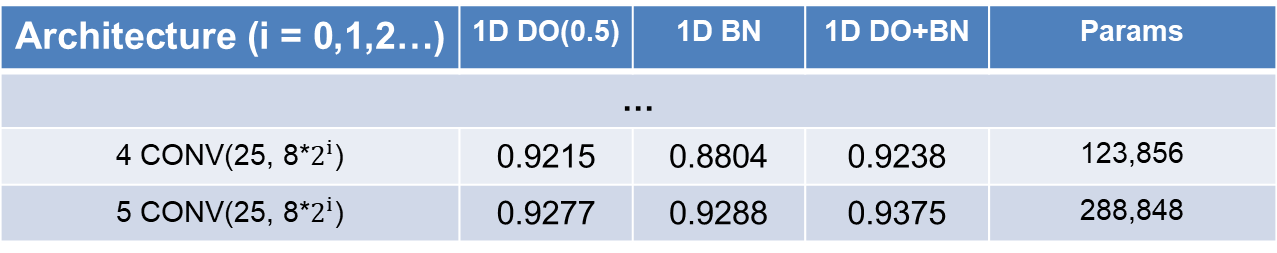 Architecture (i = 0,1,2…) 1D DO(0.5) 1D BN 1D DO+BN Params
…
4 CONV(25, 8*2ⁱ) 0.9215 0.8804 0.9238 123,856
5 CONV(25, 8*2ⁱ) 0.9277 0.9288 0.9375 288,848